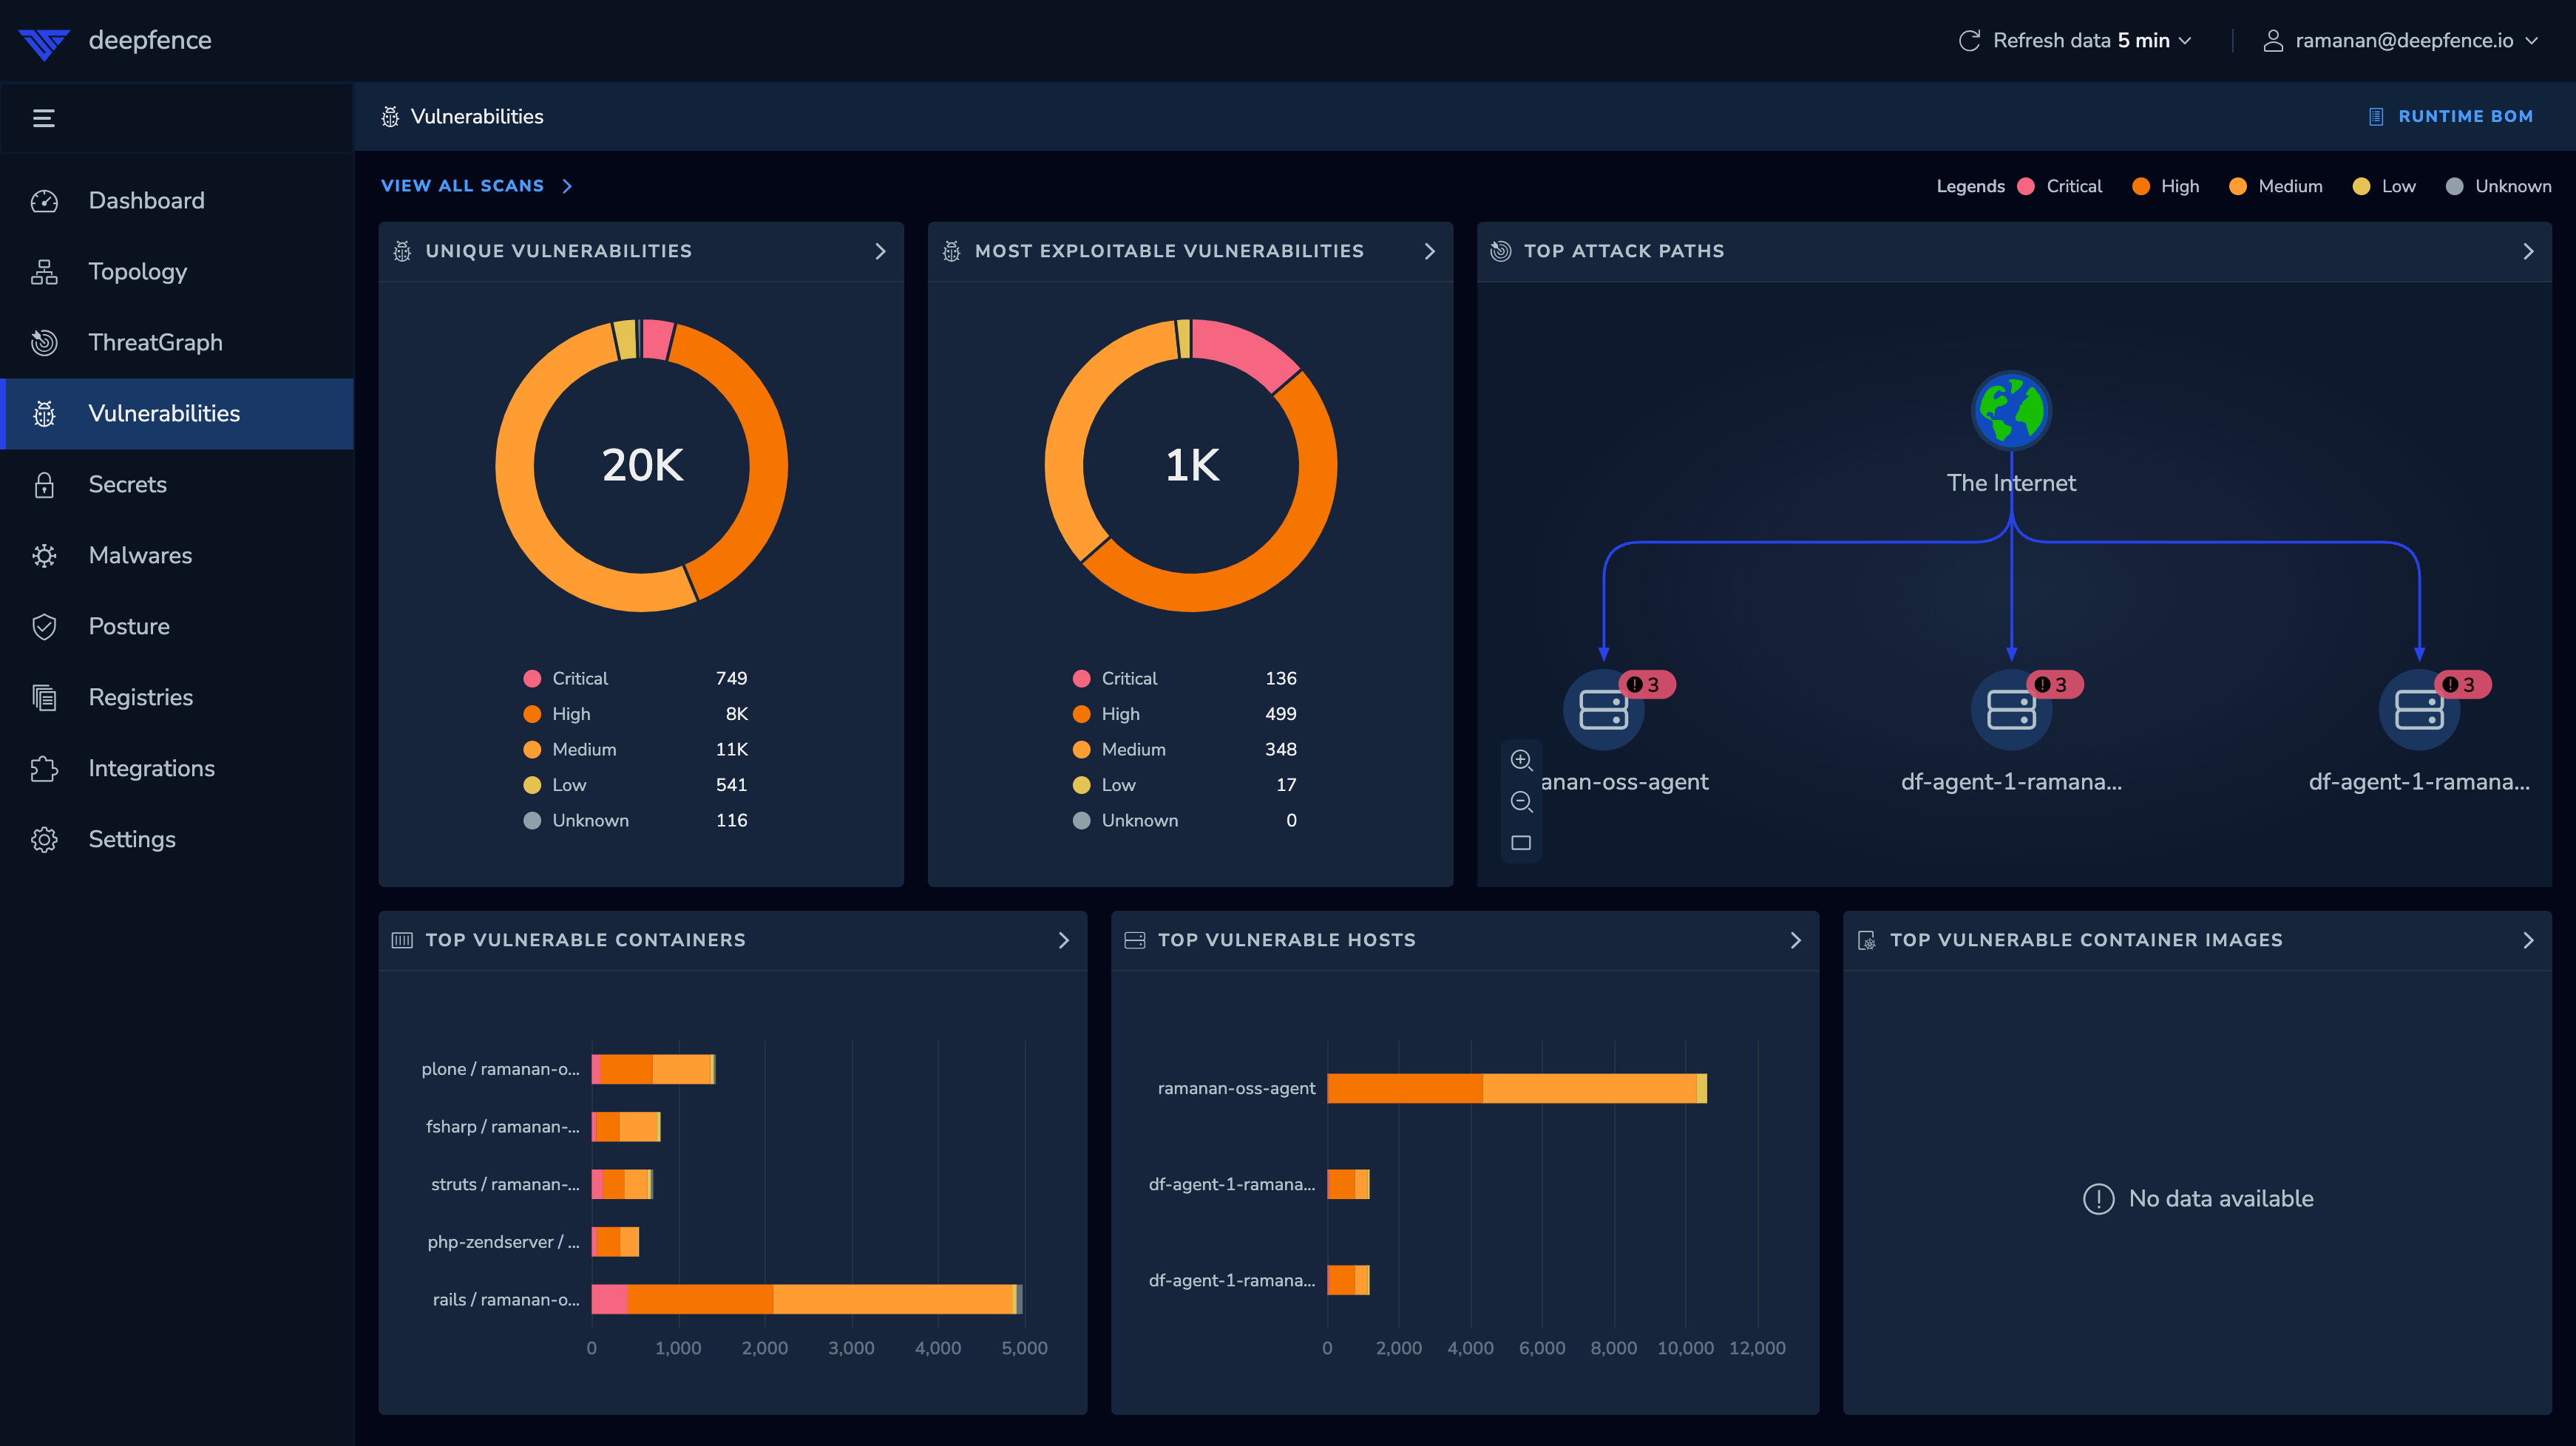 deepfence
Refresh data 5 min
ramanan@deepfence.io
Vulnerabilities
RUNTIME BOM
Dashboard
Topology
ThreatGraph
Vulnerabilities
Secrets
Malwares
Posture
Registries
Integrations
Settings
VIEW ALL SCANS
Legends Critical High Medium Low Unknown
UNIQUE VULNERABILITIES
20K
Critical 749
High 8K
Medium 11K
Low 541
Unknown 116
MOST EXPLOITABLE VULNERABILITIES
1K
Critical 136
High 499
Medium 348
Low 17
Unknown 0
TOP ATTACK PATHS
The Internet
3
3
3
anan-oss-agent
df-agent-1-ramana...
df-agent-1-ramana...
TOP VULNERABLE CONTAINERS
plone / ramanan-o...
fsharp / ramanan-...
struts / ramanan-...
php-zendserver / ...
rails / ramanan-o...
0 1,000 2,000 3,000 4,000 5,000
TOP VULNERABLE HOSTS
ramanan-oss-agent
df-agent-1-ramana...
df-agent-1-ramana...
0 2,000 4,000 6,000 8,000 10,000 12,000
TOP VULNERABLE CONTAINER IMAGES
No data available